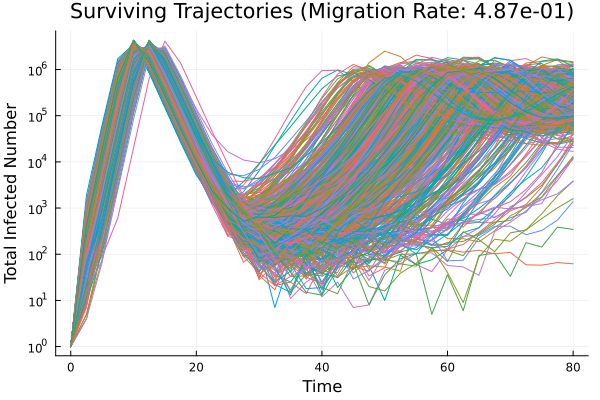 Surviving Trajectories (Migration Rate: 4.87e-01)
Total Infected Number
10⁶
10⁵
10⁴
10³
10²
10¹
10⁰
0 20 40 60 80
Time